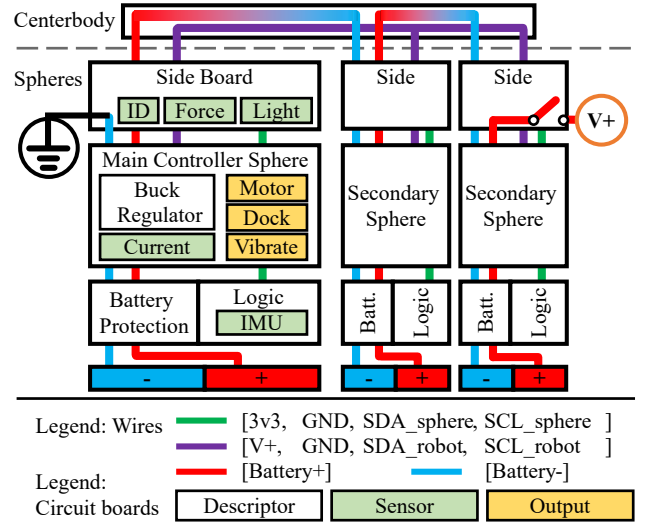 Centerbody
Spheres
Side Board
Side
Side
ID
Force
Light
V+
Main Controller Sphere
Buck
Regulator
Motor
Dock
Current
Vibrate
Secondary
Sphere
Secondary
Sphere
Battery
Protection
Logic
IMU
Batt.
Logic
Batt.
Logic
- + - + - +
Legend: Wires
[3v3, GND, SDA_sphere, SCL_sphere ]
[V+, GND, SDA_robot, SCL_robot ]
[Battery+] [Battery-]
Legend:
Circuit boards
Descriptor
Sensor
Output